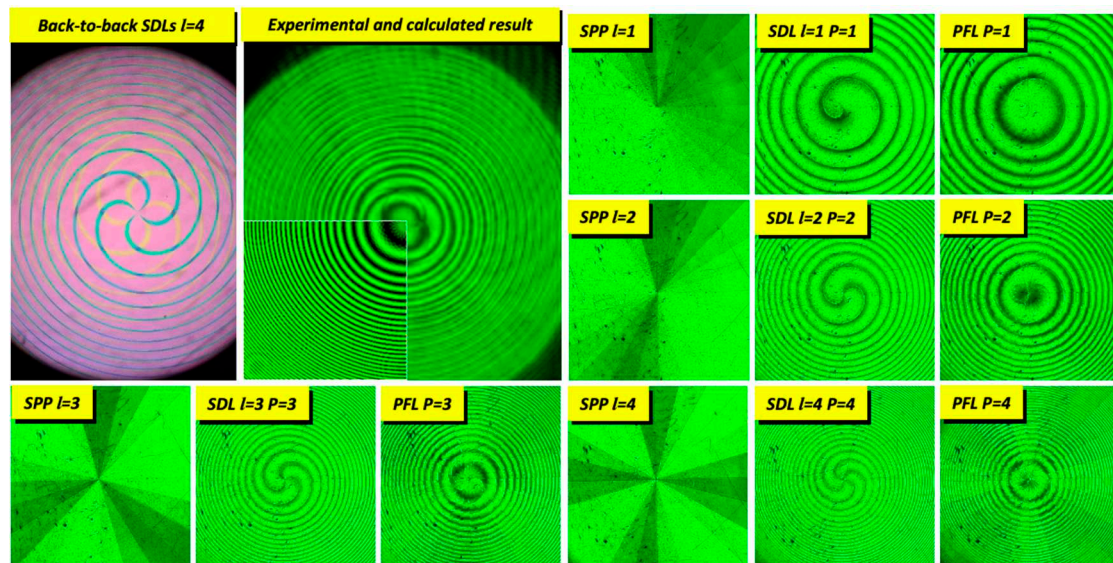 Back-to-back SDLs l=4
Experimental and calculated result
SPP l=1
SDL l=1 P=1
PFL P=1
SPP l=2
SDL l=2 P=2
PFL P=2
SPP l=3
SDL l=3 P=3
PFL P=3
SPP l=4
SDL l=4 P=4
PFL P=4